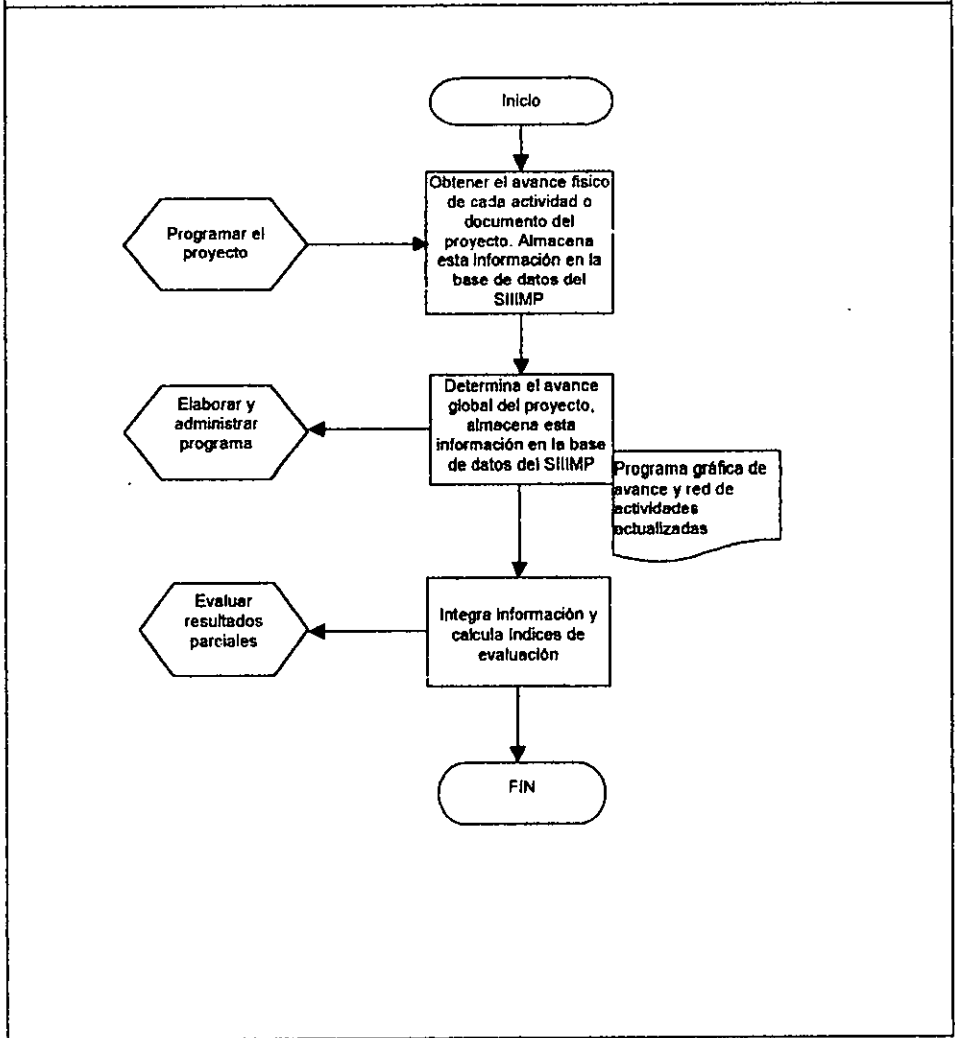 Inicio
Obtener el avance físico
de cada actividad o
documento del
proyecto. Almacena
esta información en la
base de datos del
SIIIMP
Programar el
proyecto
Determina el avance
global del proyecto,
almacena esta
información en la base
de datos del SIIIMP
Elaborar y
administrar
programa
Programa gráfica de
avance y red de
actividades
actualizadas
Integra información y
calcula índices de
evaluación
Evaluar
resultados
parciales
FIN